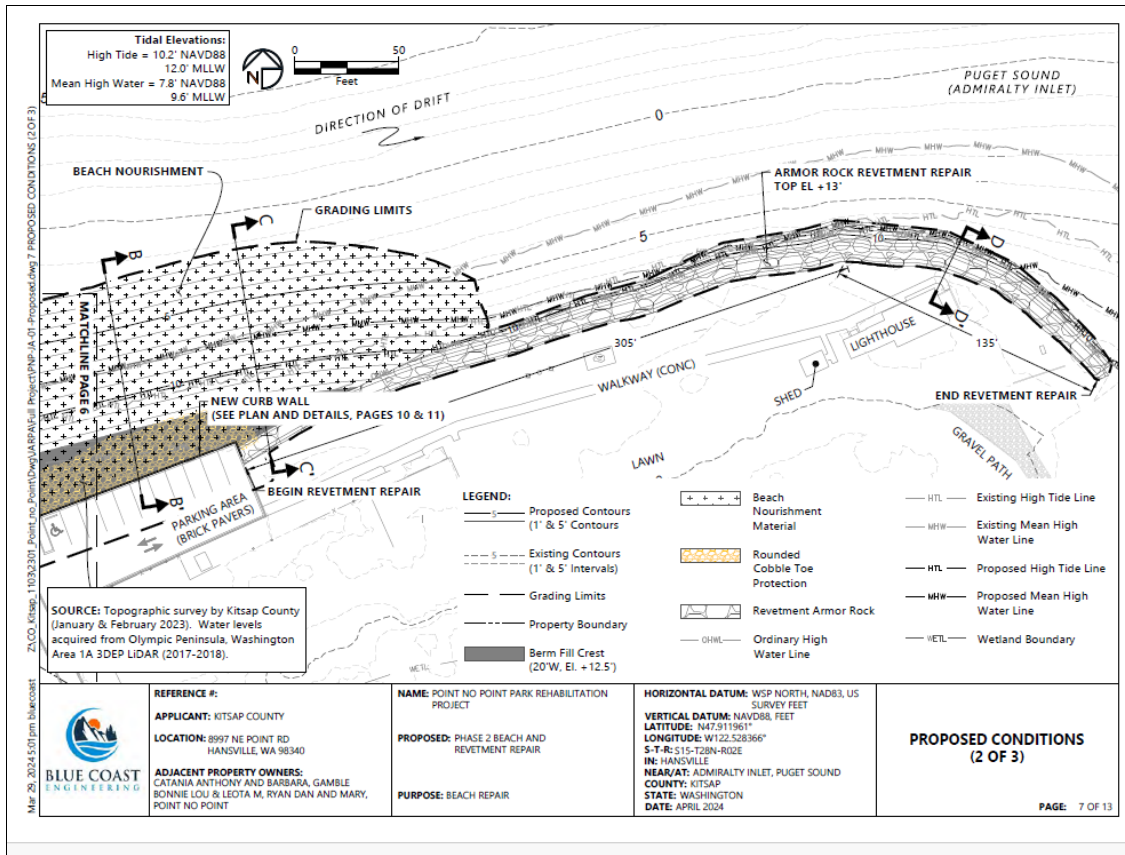 Tidal Elevations:
High Tide = 10.2' NAVD88
12.0' MLLW
Mean High Water = 7.8' NAVD88
9.6' MLLW
N
0 50
Feet
PUGET SOUND
(ADMIRALTY INLET)
DIRECTION OF DRIFT
0
5
BEACH NOURISHMENT
GRADING LIMITS
ARMOR ROCK REVETMENT REPAIR
TOP EL +13'
MHW
HTL
B
C
D
5
10
10
10
MATCHLINE PAGE 6
305'
135'
D'
LIGHTHOUSE
WALKWAY (CONC)
SHED
NEW CURB WALL
(SEE PLAN AND DETAILS, PAGES 10 & 11)
END REVETMENT REPAIR
GRAVEL PATH
LAWN
C'
B'
BEGIN REVETMENT REPAIR
PARKING AREA
(BRICK PAVERS)
WETL
LEGEND:
5
Proposed Contours
(1' & 5' Contours)
5
Existing Contours
(1' & 5' Intervals)
Grading Limits
Property Boundary
Berm Fill Crest
(20'W, El. +12.5')
Beach
Nourishment
Material
Rounded
Cobble Toe
Protection
Revetment Armor Rock
OHWL
Ordinary High
Water Line
HTL
Existing High Tide Line
MHW
Existing Mean High
Water Line
HTL
Proposed High Tide Line
MHW
Proposed Mean High
Water Line
WETL
Wetland Boundary
SOURCE: Topographic survey by Kitsap County
(January & February 2023). Water levels
acquired from Olympic Peninsula, Washington
Area 1A 3DEP LiDAR (2017-2018).
BLUE COAST
ENGINEERING
REFERENCE #:
APPLICANT: KITSAP COUNTY
LOCATION: 8997 NE POINT RD
HANSVILLE, WA 98340
ADJACENT PROPERTY OWNERS:
CATANIA ANTHONY AND BARBARA, GAMBLE
BONNIE LOU & LEOTA M, RYAN DAN AND MARY,
POINT NO POINT
NAME: POINT NO POINT PARK REHABILITATION
PROJECT
PROPOSED: PHASE 2 BEACH AND
REVETMENT REPAIR
PURPOSE: BEACH REPAIR
HORIZONTAL DATUM: WSP NORTH, NAD83, US
SURVEY FEET
VERTICAL DATUM: NAVD88, FEET
LATITUDE: N47.911961°
LONGITUDE: W122.528366°
S-T-R: S15-T28N-R02E
IN: HANSVILLE
NEAR/AT: ADMIRALTY INLET, PUGET SOUND
COUNTY: KITSAP
STATE: WASHINGTON
DATE: APRIL 2024
PROPOSED CONDITIONS
(2 OF 3)
PAGE: 7 OF 13
Mar 29, 2024 5:01pm bluecoast